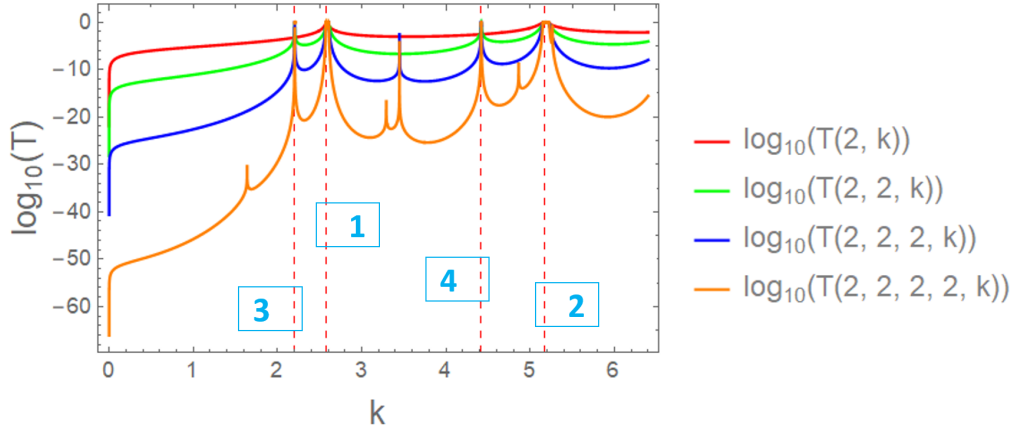 log10(T)
0
−10
−20
−30
−40
−50
−60
0 1 2 3 4 5 6
k
1
2
3
4
log10(T(2, k))
log10(T(2, 2, k))
log10(T(2, 2, 2, k))
log10(T(2, 2, 2, 2, k))